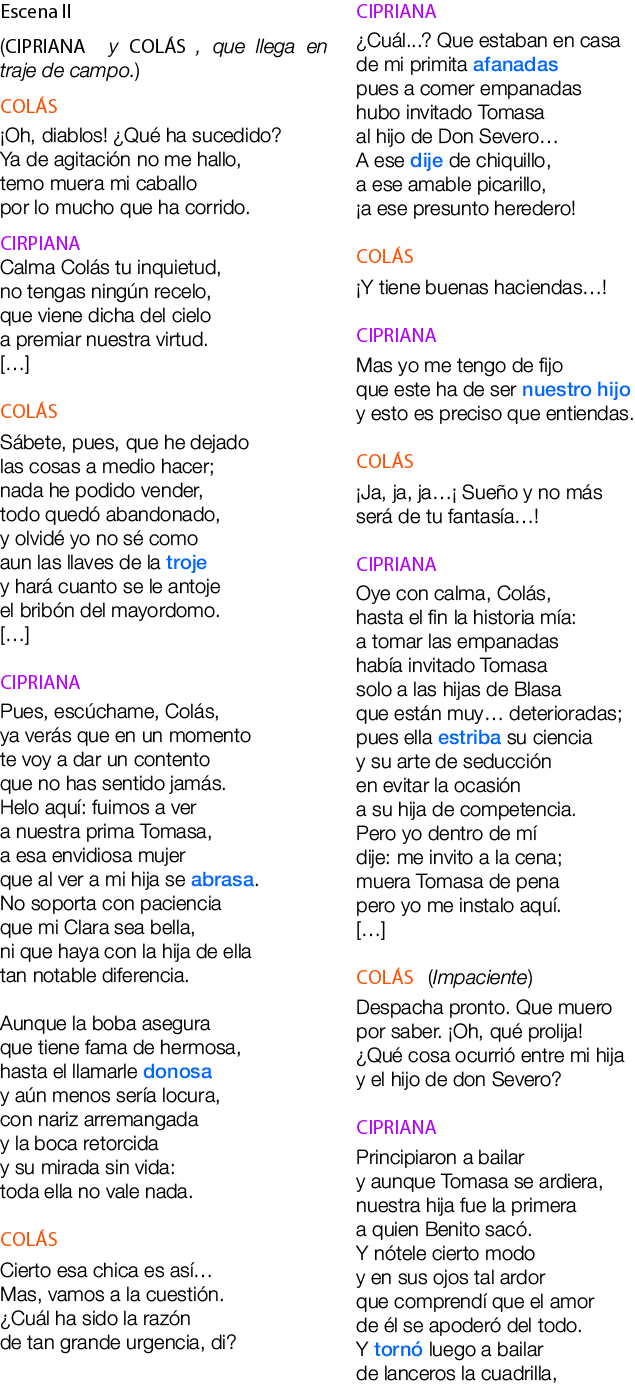 Escena II
(CIPRIANA y COLÁS , que llega en
traje de campo.)
COLÁS
¡Oh, diablos! ¿Qué ha sucedido?
Ya de agitación no me hallo,
temo muera mi caballo
por lo mucho que ha corrido.
CIRPIANA
Calma Colás tu inquietud,
no tengas ningún recelo,
que viene dicha del cielo
a premiar nuestra virtud.
[…]
COLÁS
Sábete, pues, que he dejado
las cosas a medio hacer;
nada he podido vender,
todo quedó abandonado,
y olvidé yo no sé como
aun las llaves de la troje
y hará cuanto se le antoje
el bribón del mayordomo.
[…]
CIPRIANA
Pues, escúchame, Colás,
ya verás que en un momento
te voy a dar un contento
que no has sentido jamás.
Helo aquí: fuimos a ver
a nuestra prima Tomasa,
a esa envidiosa mujer
que al ver a mi hija se abrasa.
No soporta con paciencia
que mi Clara sea bella,
ni que haya con la hija de ella
tan notable diferencia.
Aunque la boba asegura
que tiene fama de hermosa,
hasta el llamarle donosa
y aún menos sería locura,
con nariz arremangada
y la boca retorcida
y su mirada sin vida:
toda ella no vale nada.
COLÁS
Cierto esa chica es así…
Mas, vamos a la cuestión.
¿Cuál ha sido la razón
de tan grande urgencia, di?
CIPRIANA
¿Cuál...? Que estaban en casa
de mi primita afanadas
pues a comer empanadas
hubo invitado Tomasa
al hijo de Don Severo…
A ese dije de chiquillo,
a ese amable picarillo,
¡a ese presunto heredero!
COLÁS
¡Y tiene buenas haciendas…!
CIPRIANA
Mas yo me tengo de fijo
que este ha de ser nuestro hijo
y esto es preciso que entiendas.
COLÁS
¡Ja, ja, ja…¡ Sueño y no más
será de tu fantasía…!
CIPRIANA
Oye con calma, Colás,
hasta el fin la historia mía:
a tomar las empanadas
había invitado Tomasa
solo a las hijas de Blasa
que están muy… deterioradas;
pues ella estriba su ciencia
y su arte de seducción
en evitar la ocasión
a su hija de competencia.
Pero yo dentro de mí
dije: me invito a la cena;
muera Tomasa de pena
pero yo me instalo aquí.
[…]
COLÁS (Impaciente)
Despacha pronto. Que muero
por saber. ¡Oh, qué prolija!
¿Qué cosa ocurrió entre mi hija
y el hijo de don Severo?
CIPRIANA
Principiaron a bailar
y aunque Tomasa se ardiera,
nuestra hija fue la primera
a quien Benito sacó.
Y nótele cierto modo
y en sus ojos tal ardor
que comprendí que el amor
de él se apoderó del todo.
Y tornó luego a bailar
de lanceros la cuadrilla,